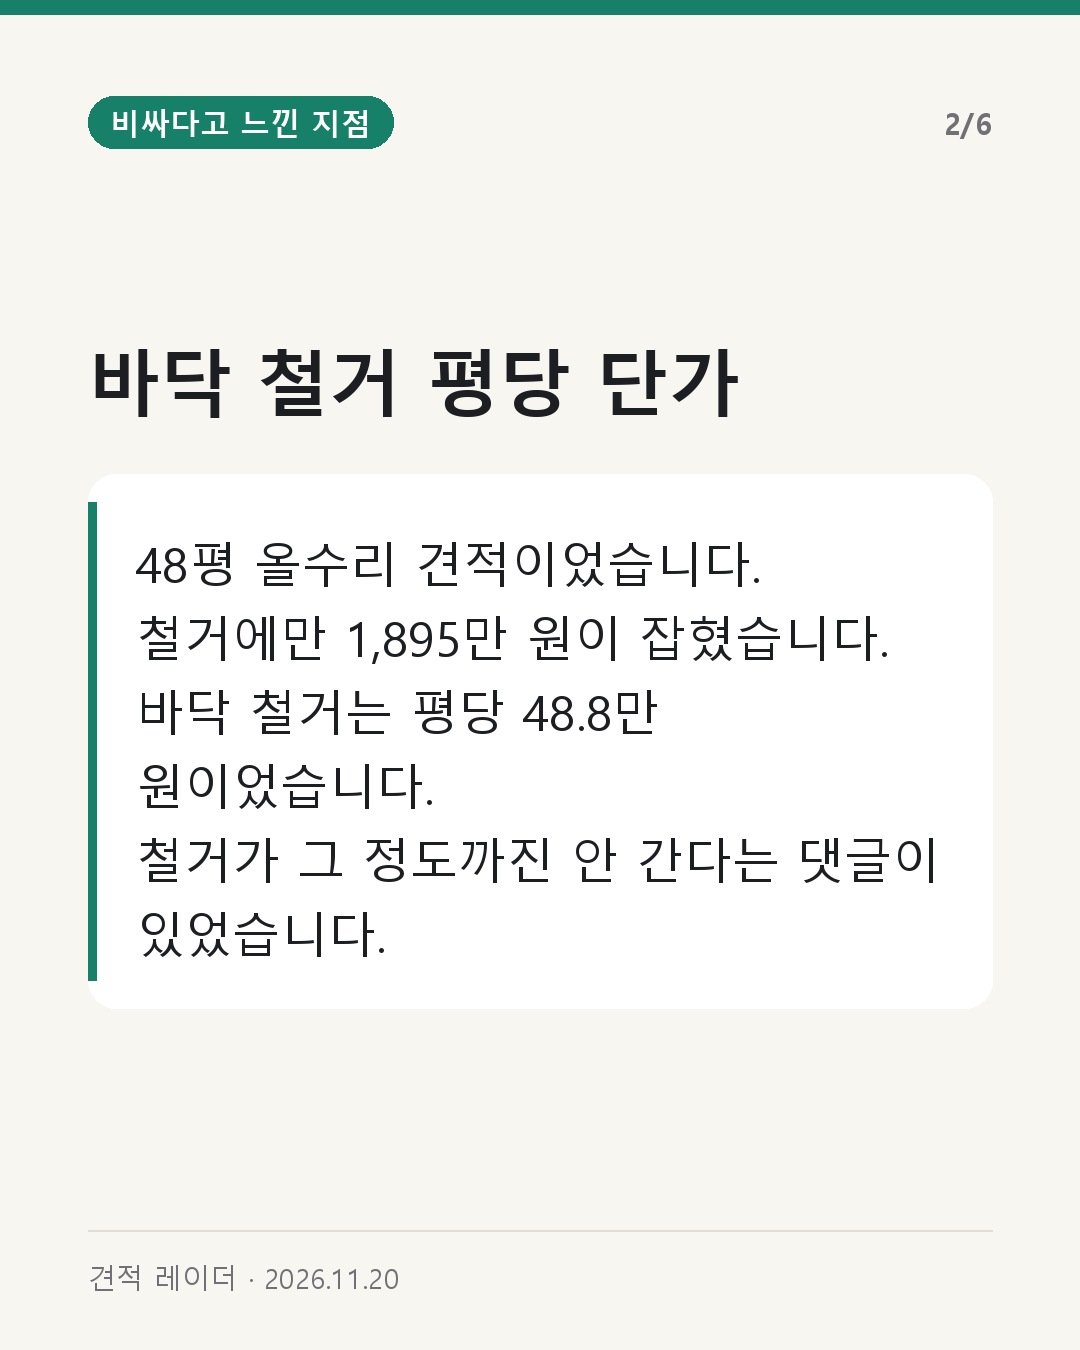 비싸다고 느낀 지점
2/6
바닥 철거 평당 단가
48평 올수리 견적이었습니다.
철거에만 1,895만 원이 잡혔습니다.
바닥 철거는 평당 48.8만
원이었습니다.
철거가 그 정도까진 안 간다는 댓글이
있었습니다.
견적 레이더 · 2026.11.20